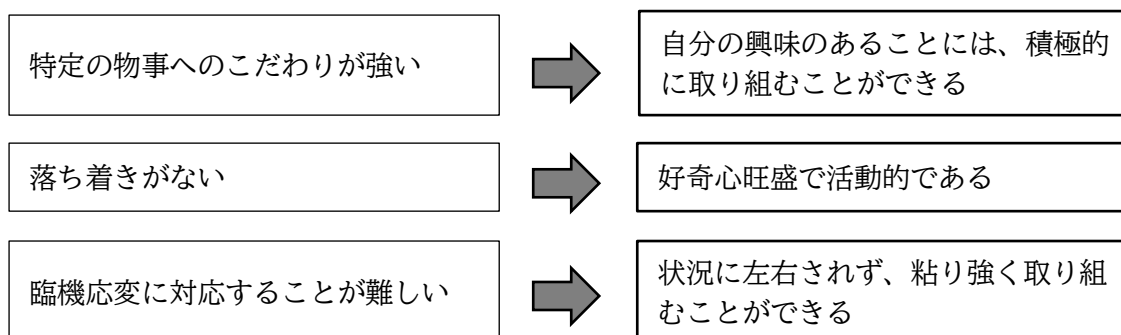 特定の物事へのこだわりが強い
自分の興味のあることには、積極的
に取り組むことができる
落ち着きがない
好奇心旺盛で活動的である
臨機応変に対応することが難しい
状況に左右されず、粘り強く取り組
むことができる